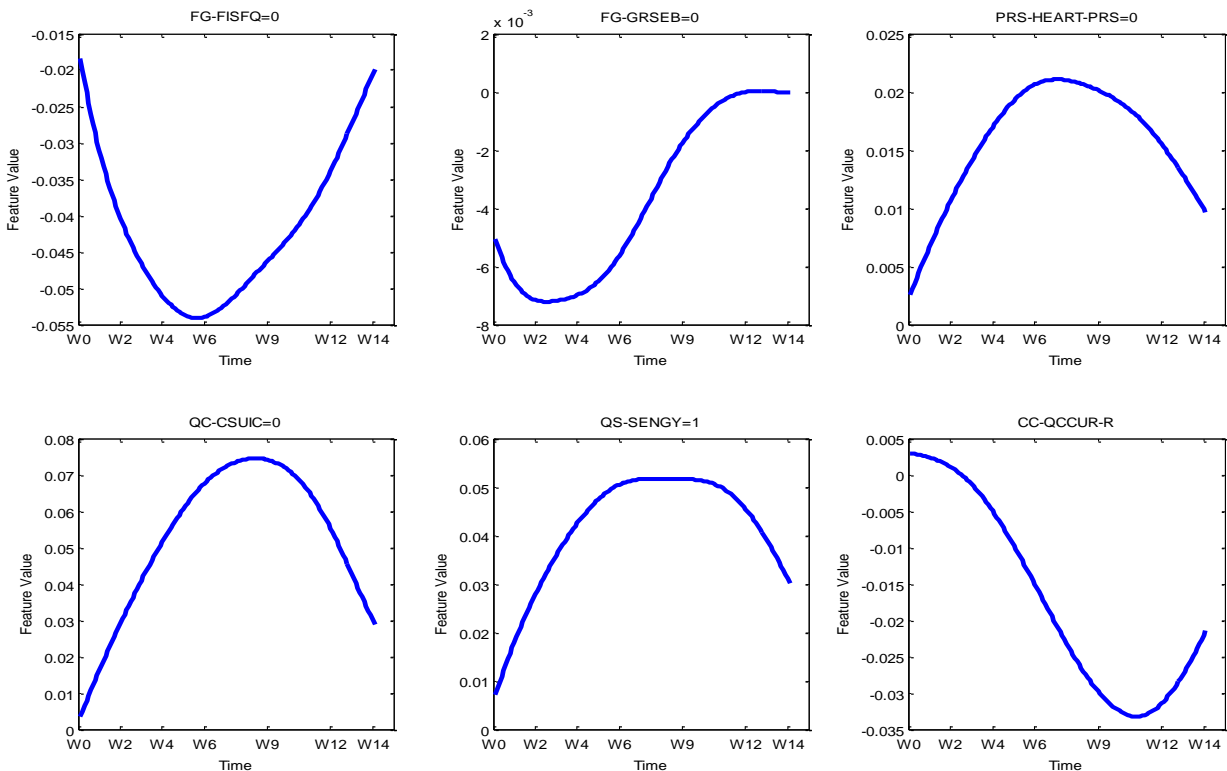 FG-FISFQ=0
-0.015
-0.02
-0.025
-0.03
-0.035
-0.04
-0.045
-0.05
-0.055
Feature Value
W0 W2 W4 W6 W9 W12 W14
Time
FG-GRSEB=0
x 10^-3
2
0
-2
-4
-6
-8
Feature Value
W0 W2 W4 W6 W9 W12 W14
Time
PRS-HEART-PRS=0
0.025
0.02
0.015
0.01
0.005
0
Feature Value
W0 W2 W4 W6 W9 W12 W14
Time
QC-CSUIC=0
0.08
0.07
0.06
0.05
0.04
0.03
0.02
0.01
0
Feature Value
W0 W2 W4 W6 W9 W12 W14
Time
QS-SENGY=1
0.06
0.05
0.04
0.03
0.02
0.01
0
Feature Value
W0 W2 W4 W6 W9 W12 W14
Time
CC-QCCUR-R
0.005
0
-0.005
-0.01
-0.015
-0.02
-0.025
-0.03
-0.035
Feature Value
W0 W2 W4 W6 W9 W12 W14
Time